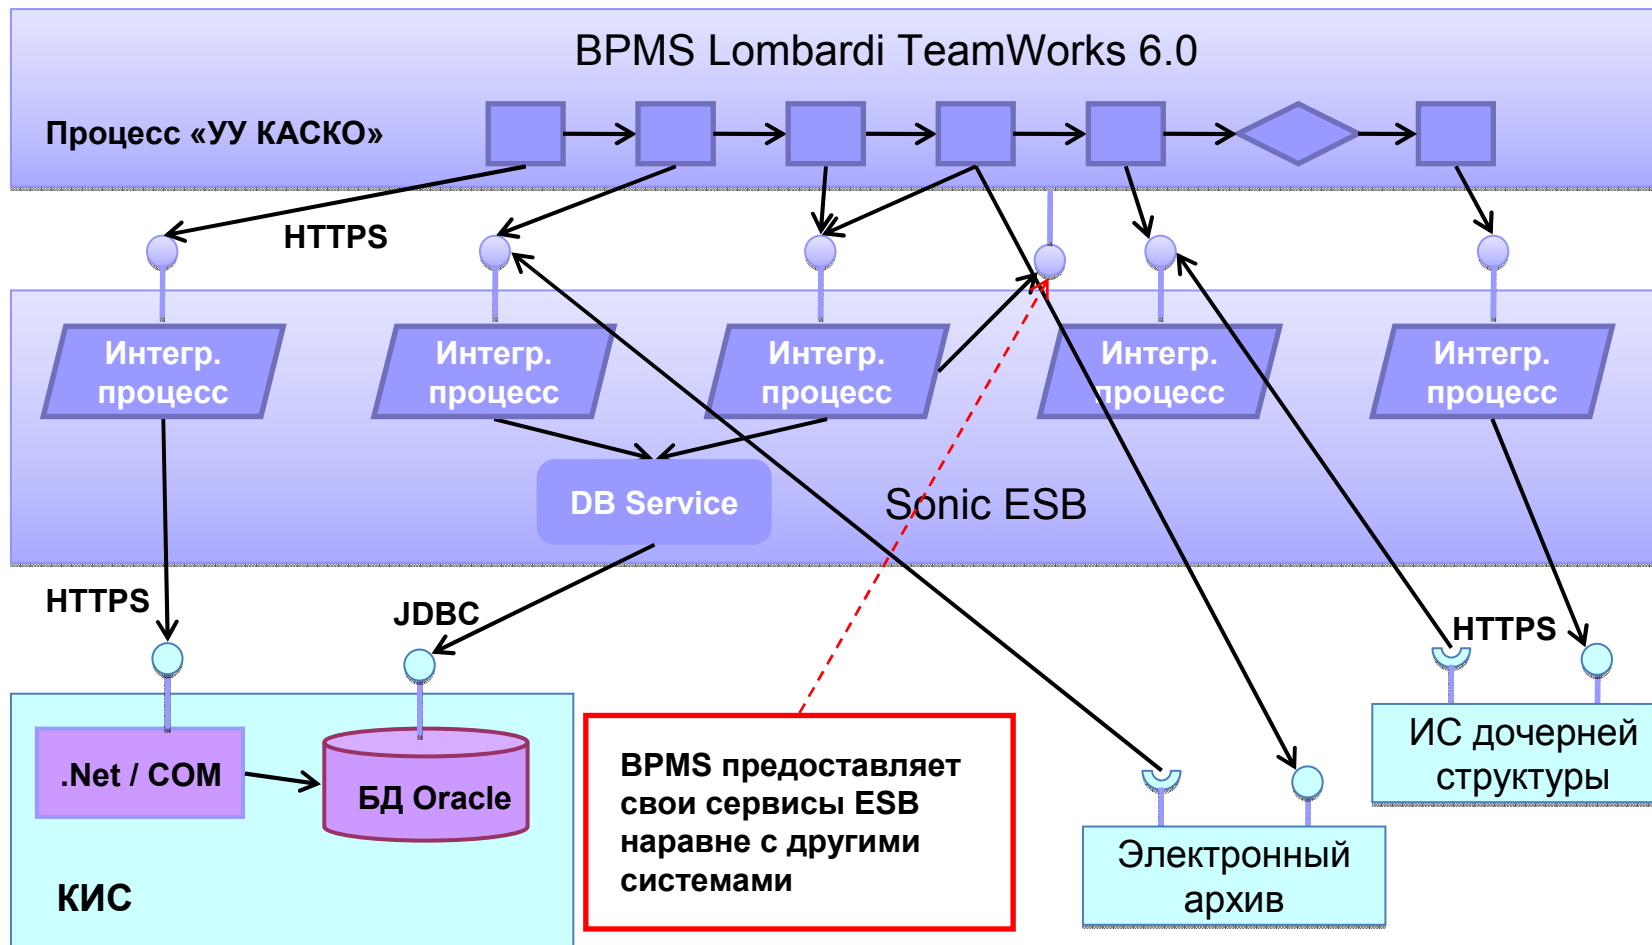 BPMS Lombardi TeamWorks 6.0
Процесс «УУ КАСКО»
HTTPS
Интегр.
процесс
Интегр.
процесс
Интегр.
процесс
Интегр.
процесс
Интегр.
процесс
DB Service
Sonic ESB
HTTPS
JDBC
HTTPS
.Net / COM
БД Oracle
КИС
BPMS предоставляет
свои сервисы ESB
наравне с другими
системами
ИС дочерней
структуры
Электронный
архив